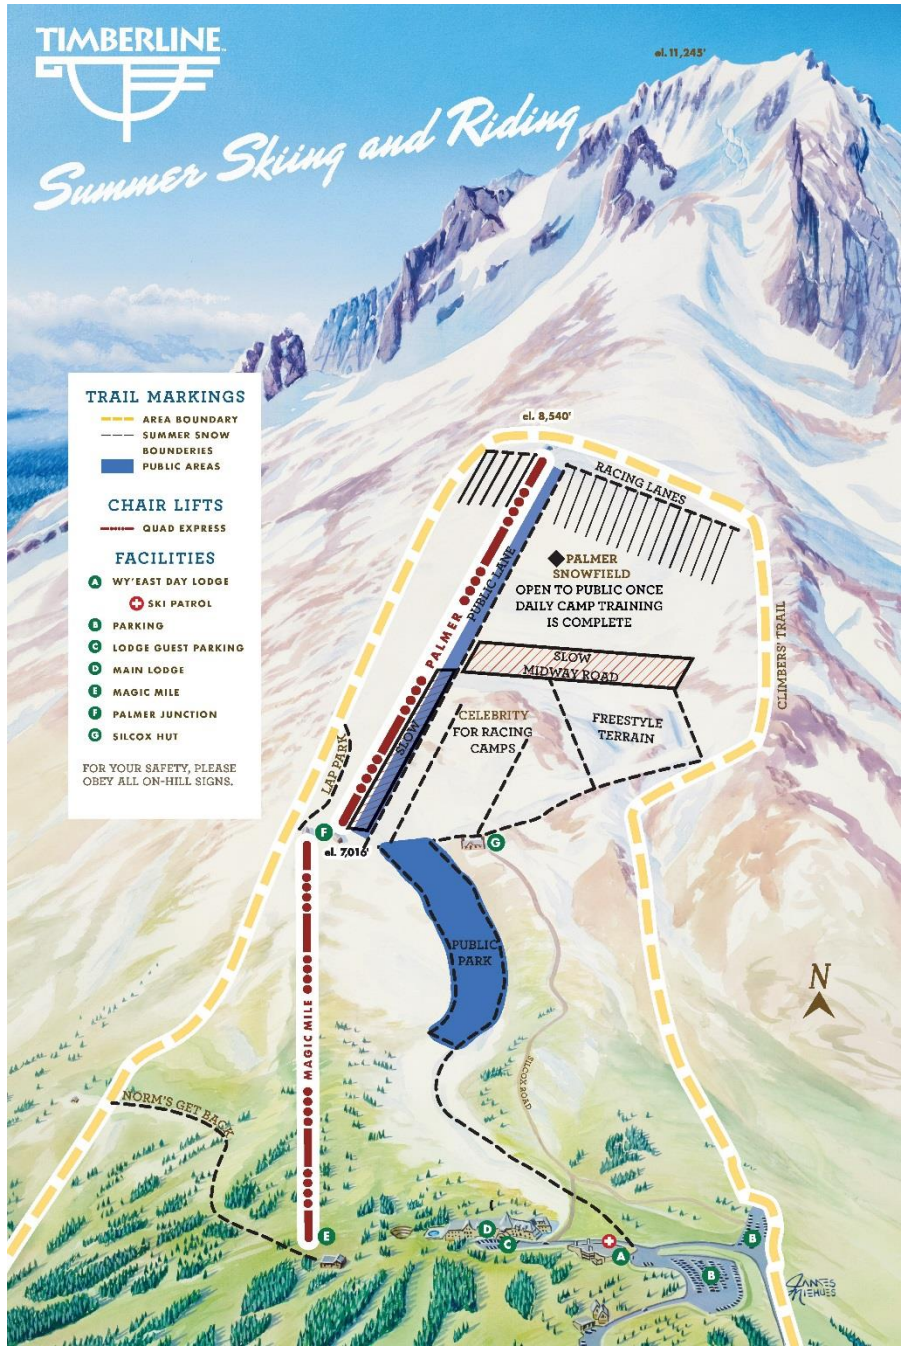 TIMBERLINE™
Summer Skiing and Riding
el. 11,245'
TRAIL MARKINGS
AREA BOUNDARY
SUMMER SNOW
BOUNDERIES
PUBLIC AREAS
CHAIR LIFTS
QUAD EXPRESS
FACILITIES
A WY'EAST DAY LODGE
SKI PATROL
B PARKING
C LODGE GUEST PARKING
D MAIN LODGE
E MAGIC MILE
F PALMER JUNCTION
G SILCOX HUT
FOR YOUR SAFETY, PLEASE
OBEY ALL ON-HILL SIGNS.
el. 8,540'
RACING LANES
PUBLIC LANE
PALMER
PALMER
SNOWFIELD
OPEN TO PUBLIC ONCE
DAILY CAMP TRAINING
IS COMPLETE
CLIMBERS' TRAIL
SLOW
MIDWAY ROAD
SLOW
CELEBRITY
FOR RACING
CAMPS
FREESTYLE
TERRAIN
LAP PARK
F
el. 7,016'
G
PUBLIC
PARK
N
MAGIC MILE
SILCOX ROAD
NORM'S GET BACK
E
D
C
A
B
B
JAMES
NIEHUES